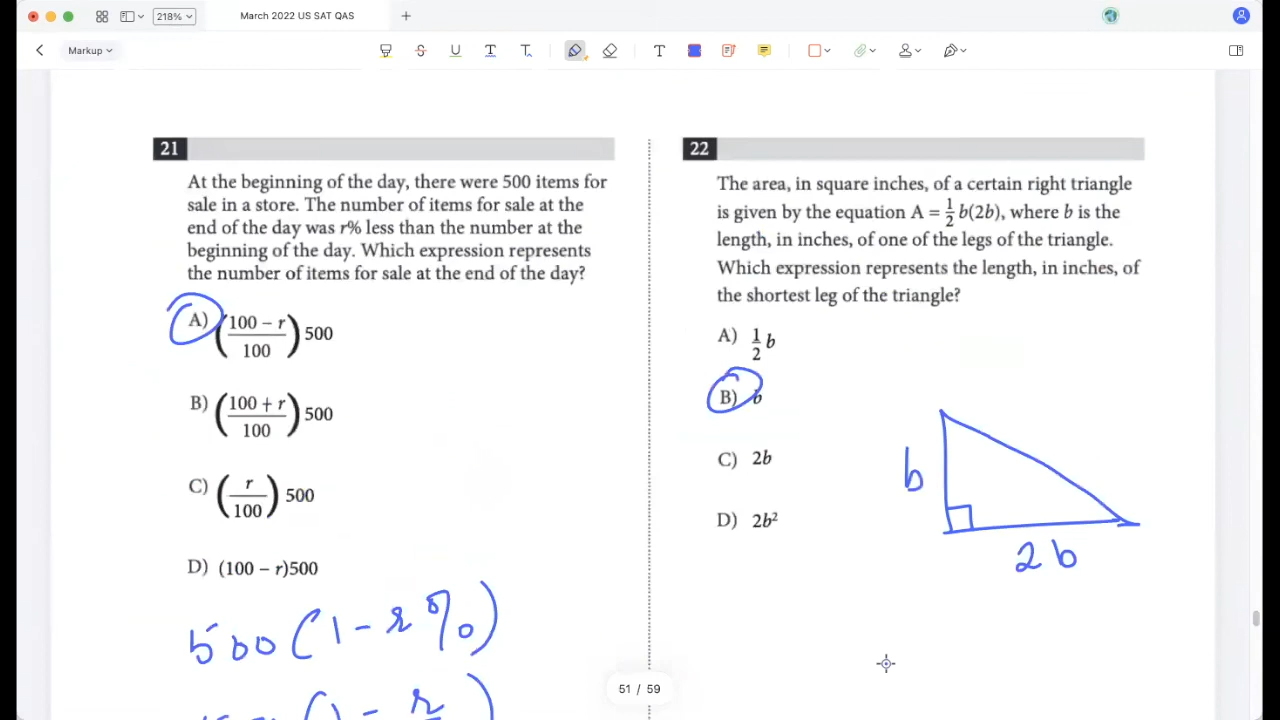 218%
March 2022 US SAT QAS
Markup
21
At the beginning of the day, there were 500 items for
sale in a store. The number of items for sale at the
end of the day was r% less than the number at the
beginning of the day. Which expression represents
the number of items for sale at the end of the day?
A) ((100 − r)/100) 500
B) ((100 + r)/100) 500
C) (r/100) 500
D) (100 − r)500
500 (1 − r%)
(1 − r
22
The area, in square inches, of a certain right triangle
is given by the equation A = 1/2 b(2b), where b is the
length, in inches, of one of the legs of the triangle.
Which expression represents the length, in inches, of
the shortest leg of the triangle?
A) 1/2 b
B) b
C) 2b
D) 2b²
b
2b
51 / 59